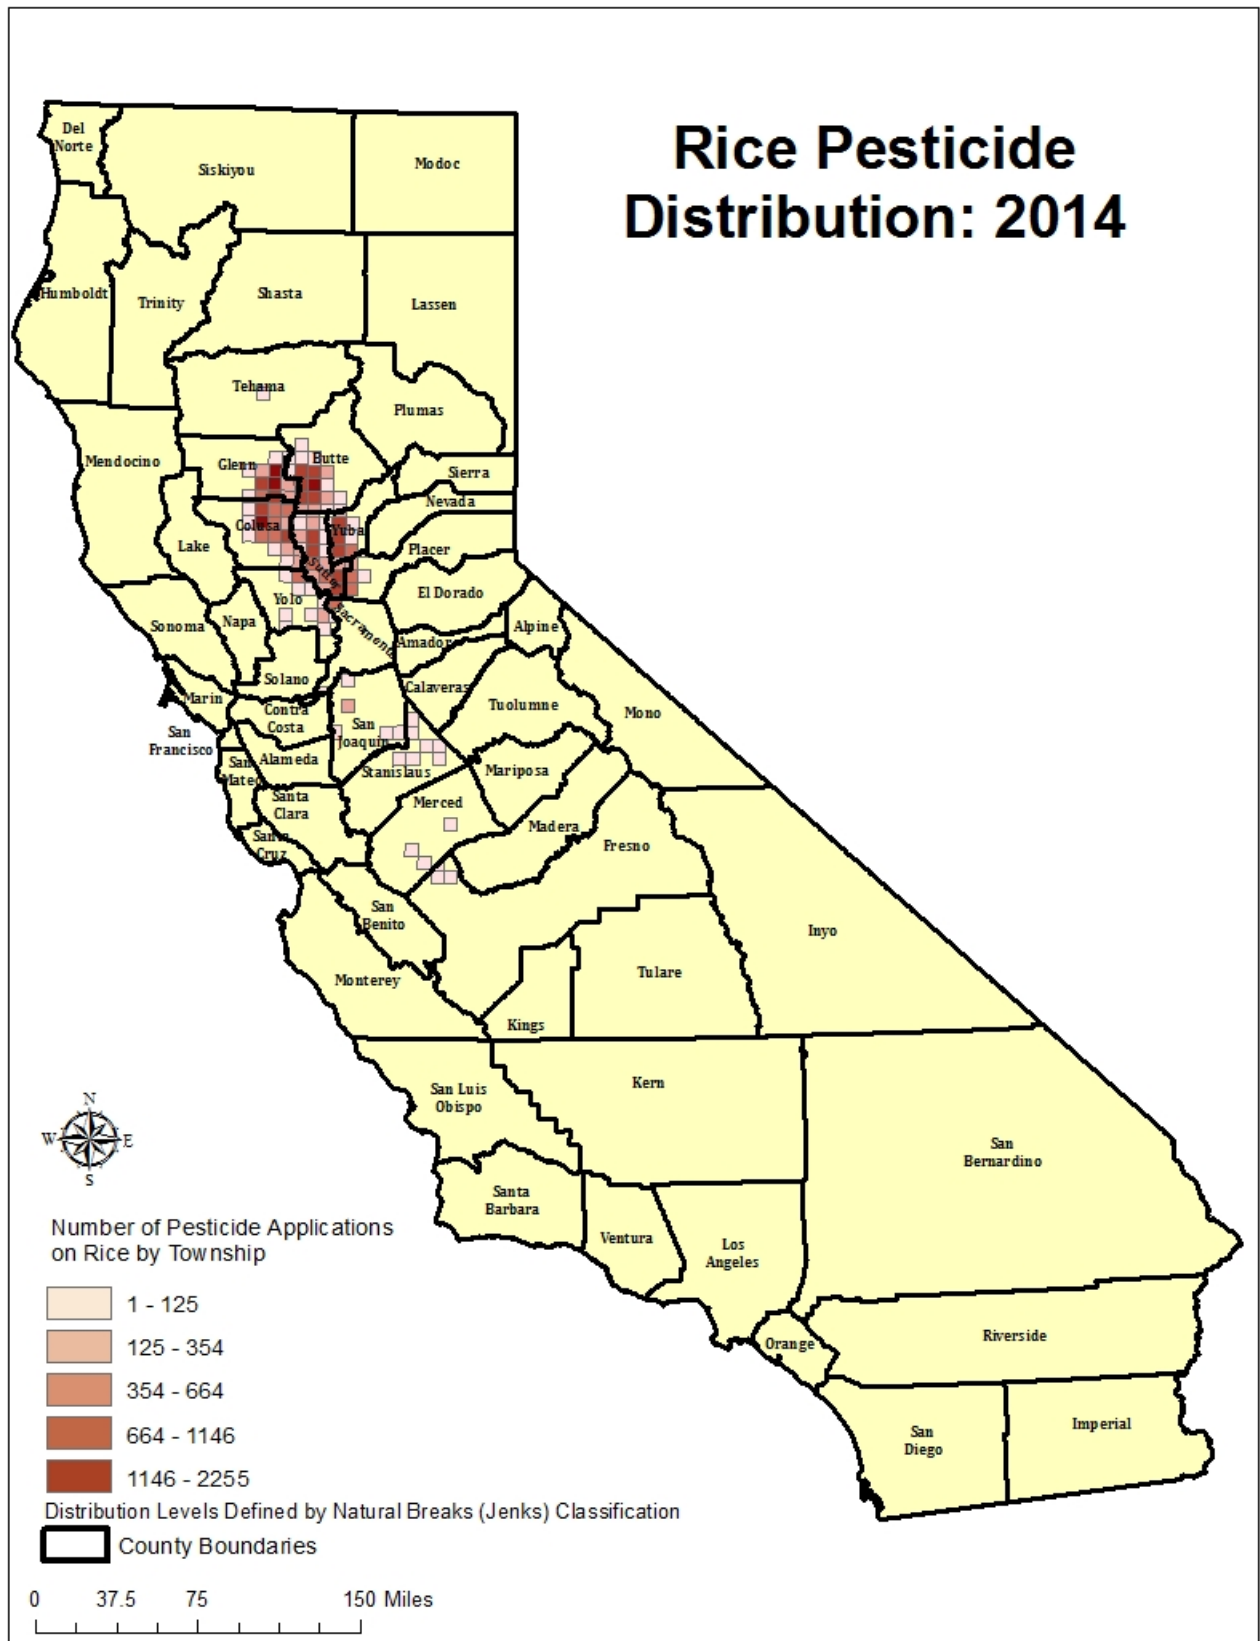 Rice Pesticide
Distribution: 2014
Del
Norte
Siskiyou
Modoc
Humboldt
Trinity
Shasta
Lassen
Tehama
Plumas
Mendocino
Glenn
Butte
Sierra
Nevada
Colusa
Yuba
Lake
Placer
Sutter
Yolo
El Dorado
Sonoma
Napa
Sacramento
Amador
Alpine
Solano
Marin
Calaveras
Tuolumne
Mono
Contra
Costa
San
Joaquin
San
Francisco
Alameda
San
Mateo
Stanislaus
Mariposa
Santa
Clara
Merced
Madera
Santa
Cruz
Fresno
San
Benito
Inyo
Monterey
Tulare
Kings
San Luis
Obispo
Kern
San
Bernardino
Santa
Barbara
Ventura
Los
Angeles
Orange
Riverside
San
Diego
Imperial
N
W
E
S
Number of Pesticide Applications
on Rice by Township
1 - 125
125 - 354
354 - 664
664 - 1146
1146 - 2255
Distribution Levels Defined by Natural Breaks (Jenks) Classification
County Boundaries
0 37.5 75 150 Miles